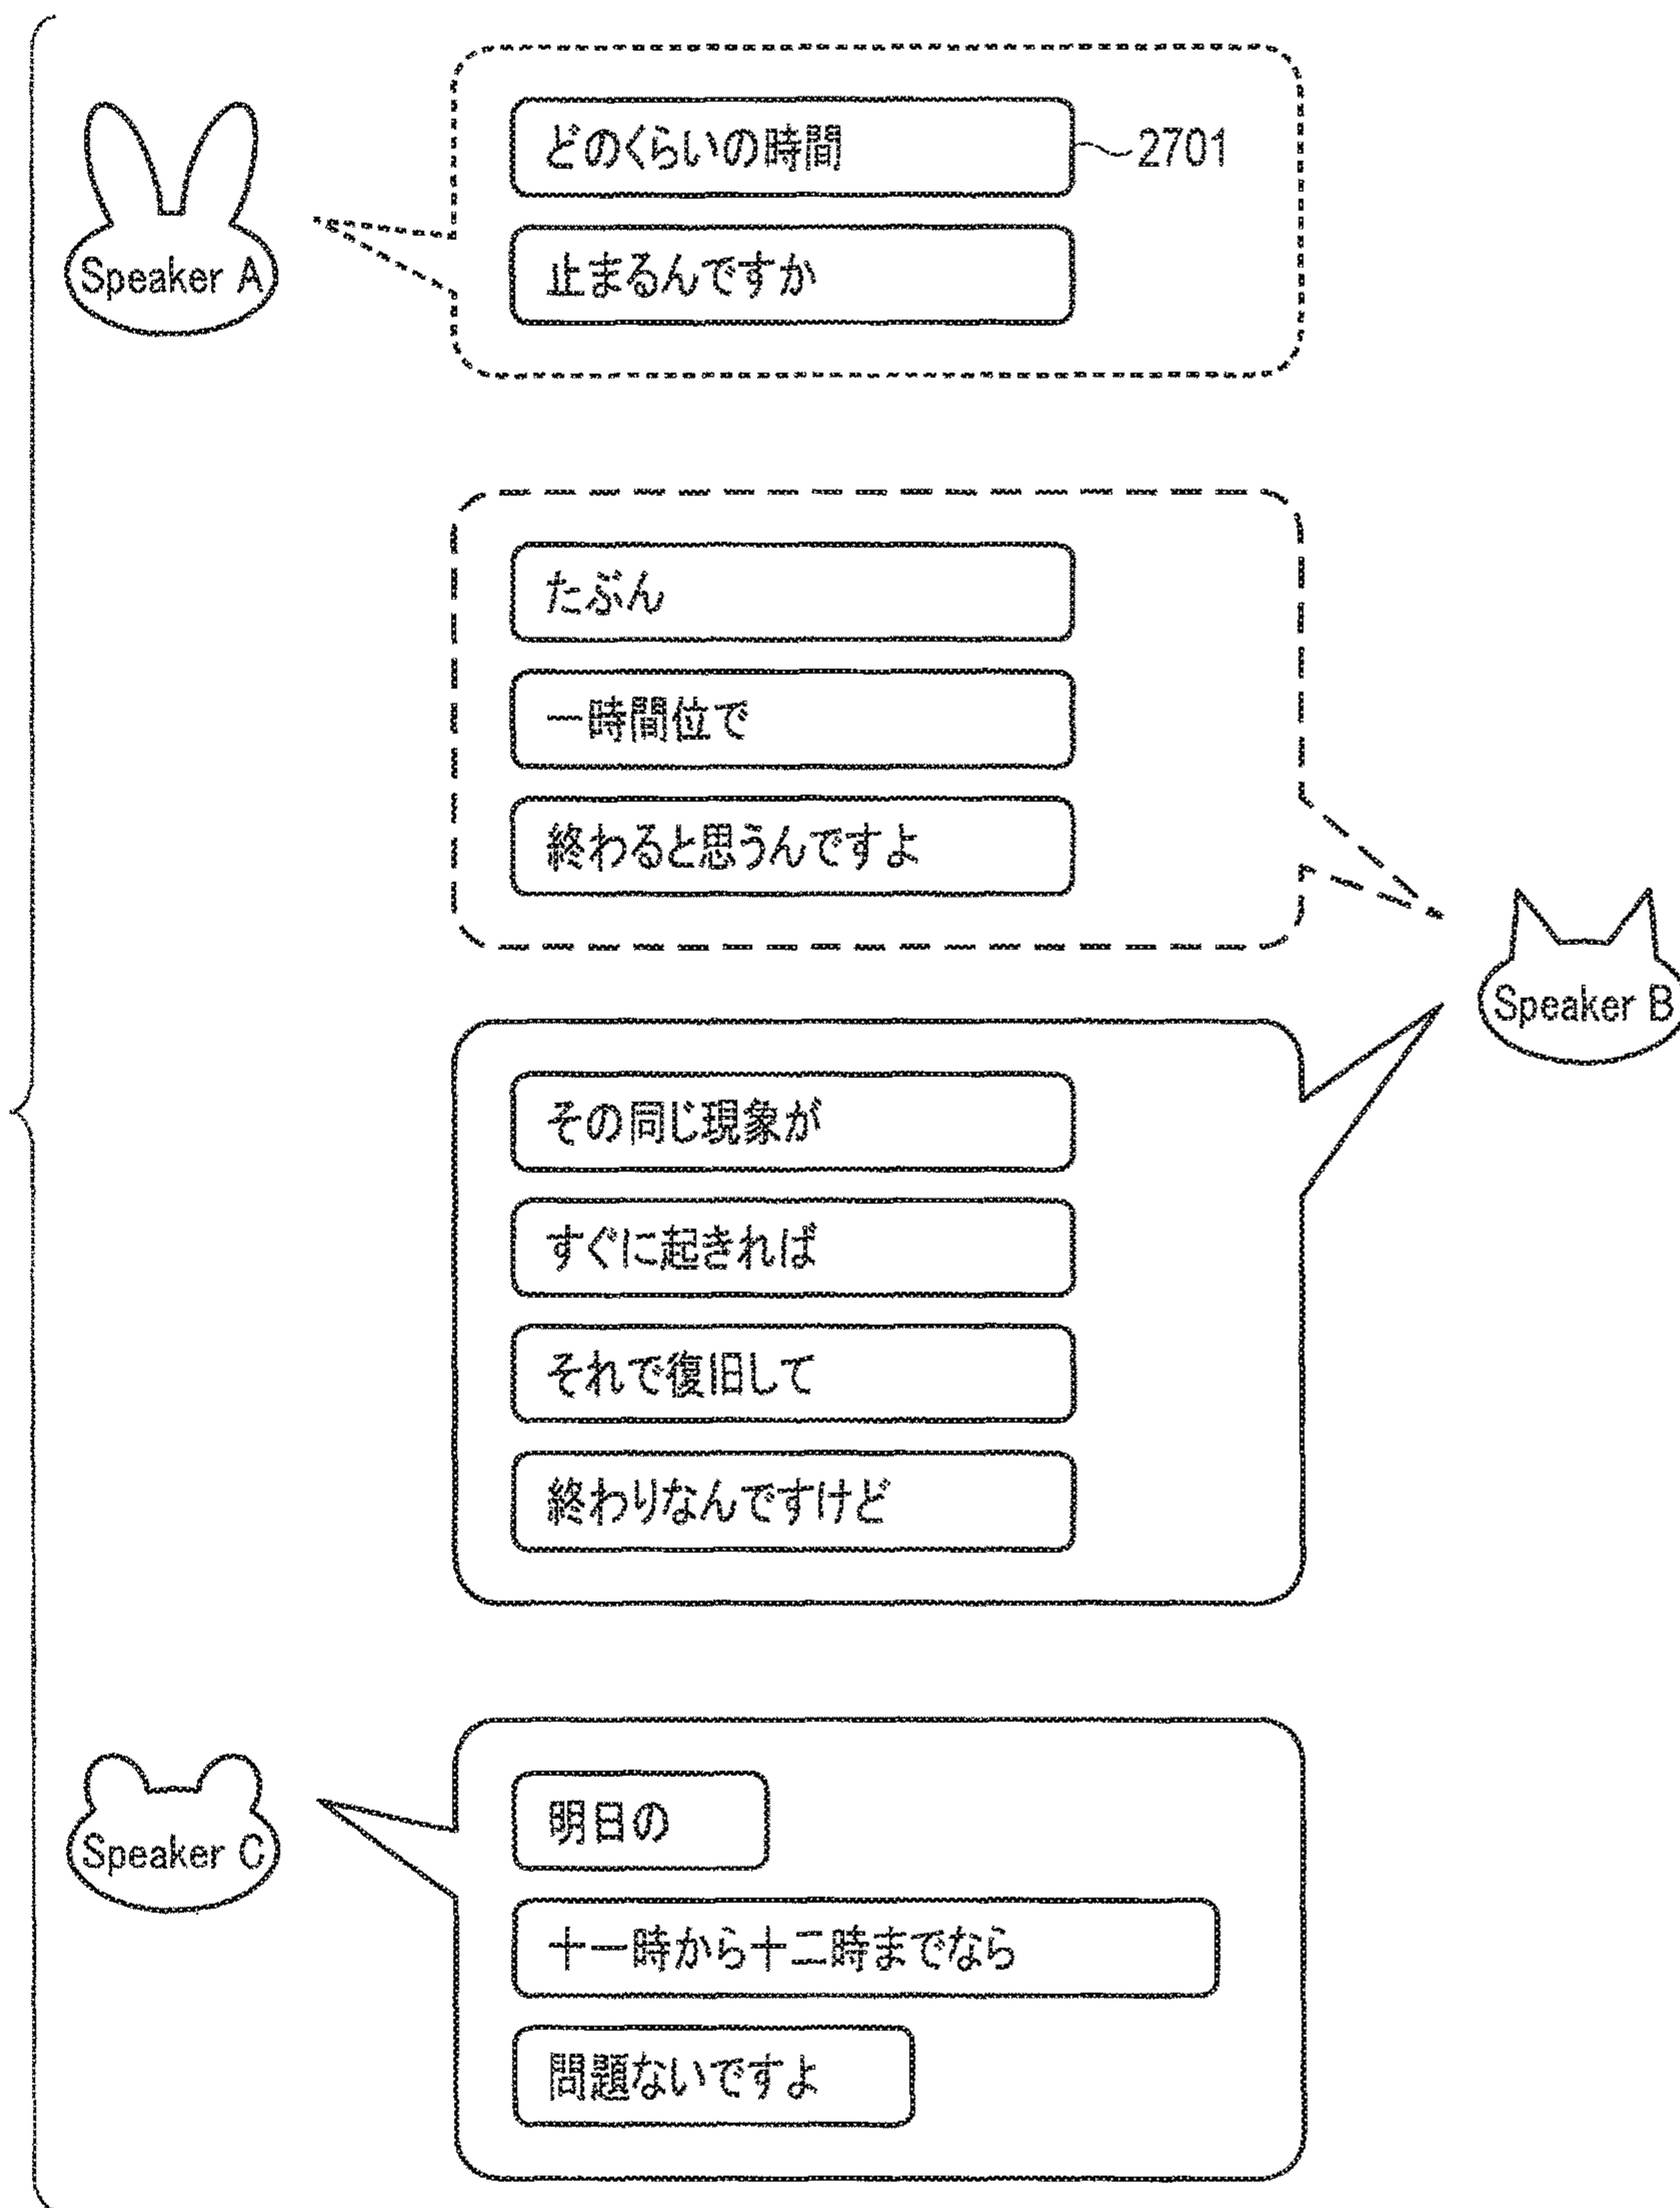 どのくらいの時間
2701
Speaker A
止まるんですか
たぶん
一時間位で
終わると思うんですよ
Speaker B
その同じ現象が
すぐに起きれば
それで復旧して
終わりなんですけど
明日の
Speaker C
十一時から十二時までなら
問題ないですよ